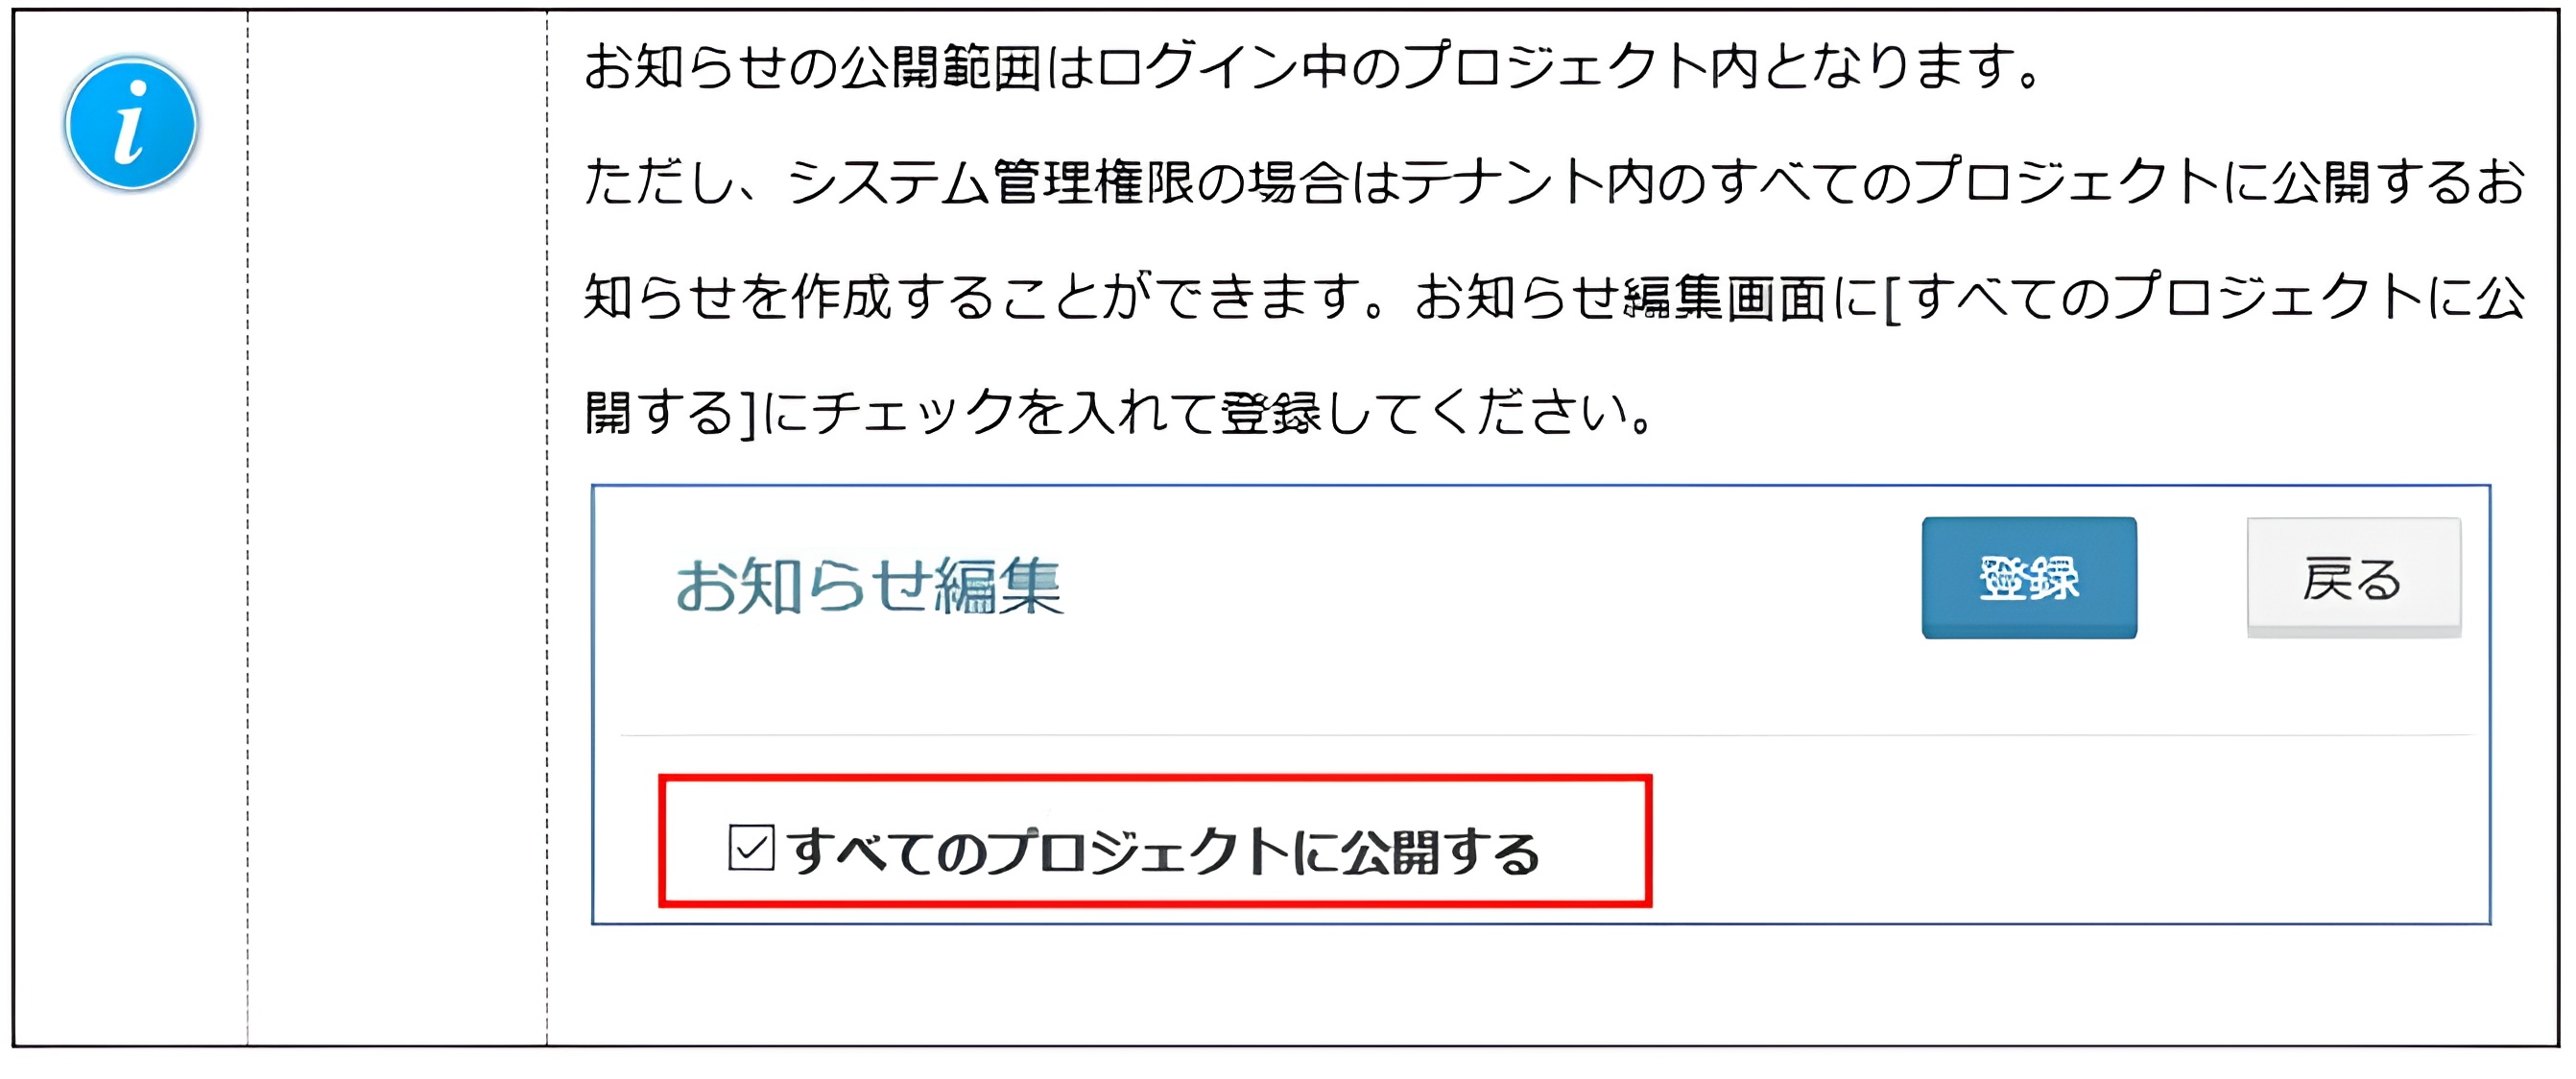 お知らせの公開範囲はログイン中のプロジェクト内となります。
ただし、システム管理権限の場合はテナント内のすべてのプロジェクトに公開するお
知らせを作成することができます。お知らせ編集画面に[すべてのプロジェクトに公
開する]にチェックを入れて登録してください。
お知らせ編集
登録
戻る
すべてのプロジェクトに公開する